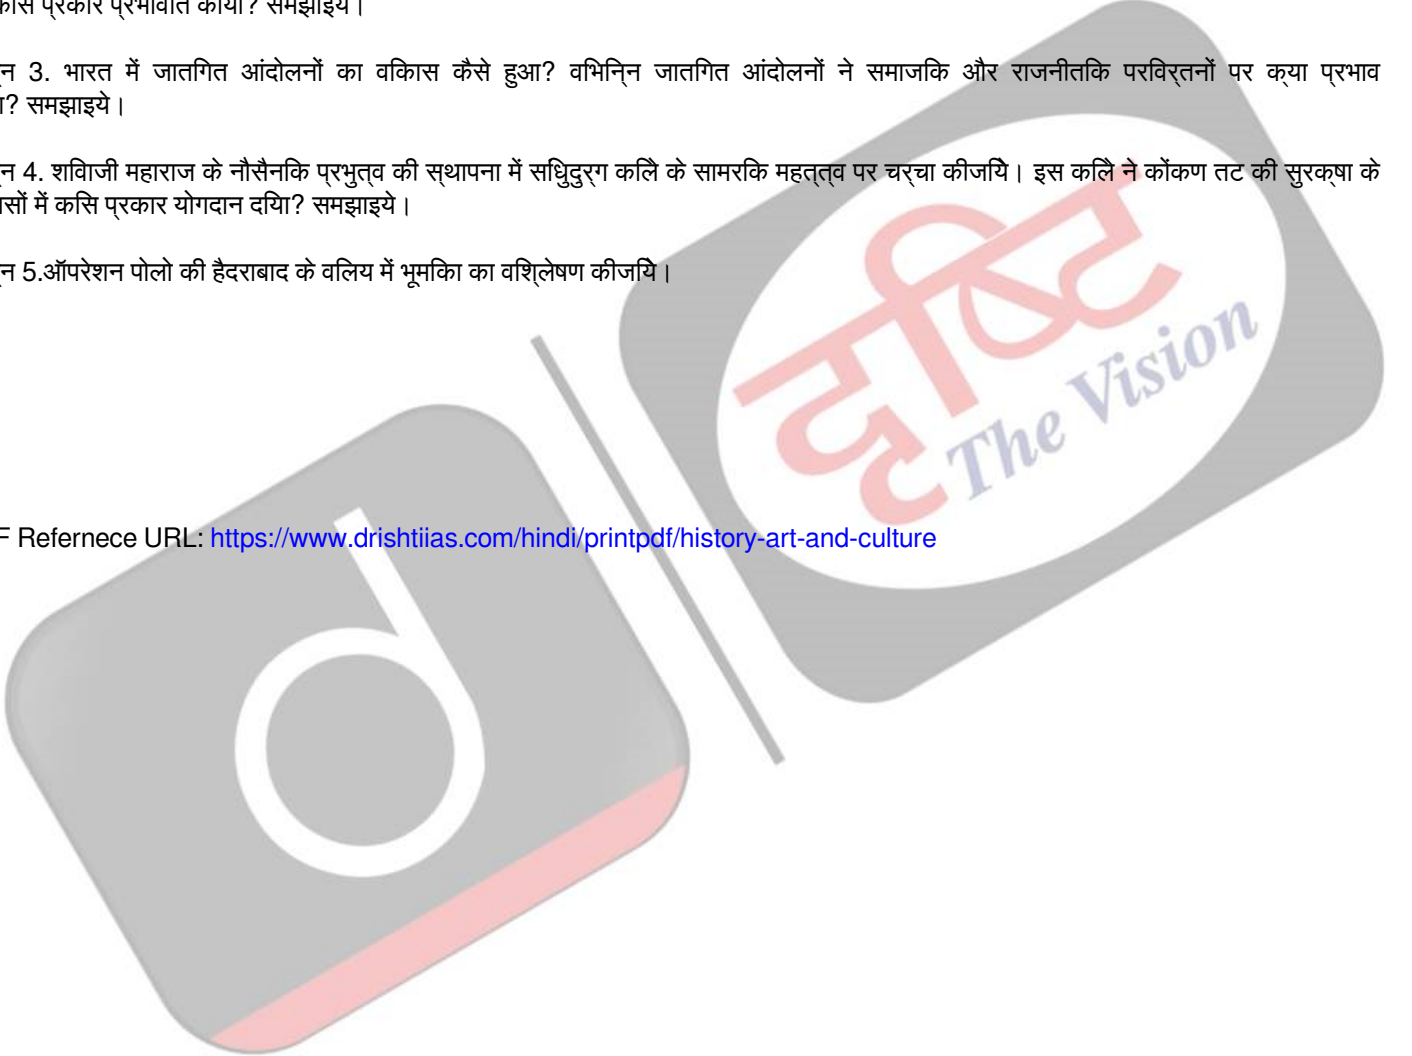 प्रकार प्रभावित किया? समझाइये।
3. भारत में जातिगत आंदोलनों का विकास कैसे हुआ? विभिन्न जातिगत आंदोलनों ने समाजिक और राजनीतिक परिवर्तनों पर क्या प्रभाव
समझाइये।
4. शिवाजी महाराज के नौसैनिक प्रभुत्व की स्थापना में सिंधुदुर्ग किले के सामरिक महत्त्व पर चर्चा कीजिये। इस किले ने कोंकण तट की सुरक्षा के
में किस प्रकार योगदान दिया? समझाइये।
5.ऑपरेशन पोलो की हैदराबाद के विलय में भूमिका का विश्लेषण कीजिये।
दृष्टि
The Vision
d
F Refernece URL: https://www.drishtiias.com/hindi/printpdf/history-art-and-culture